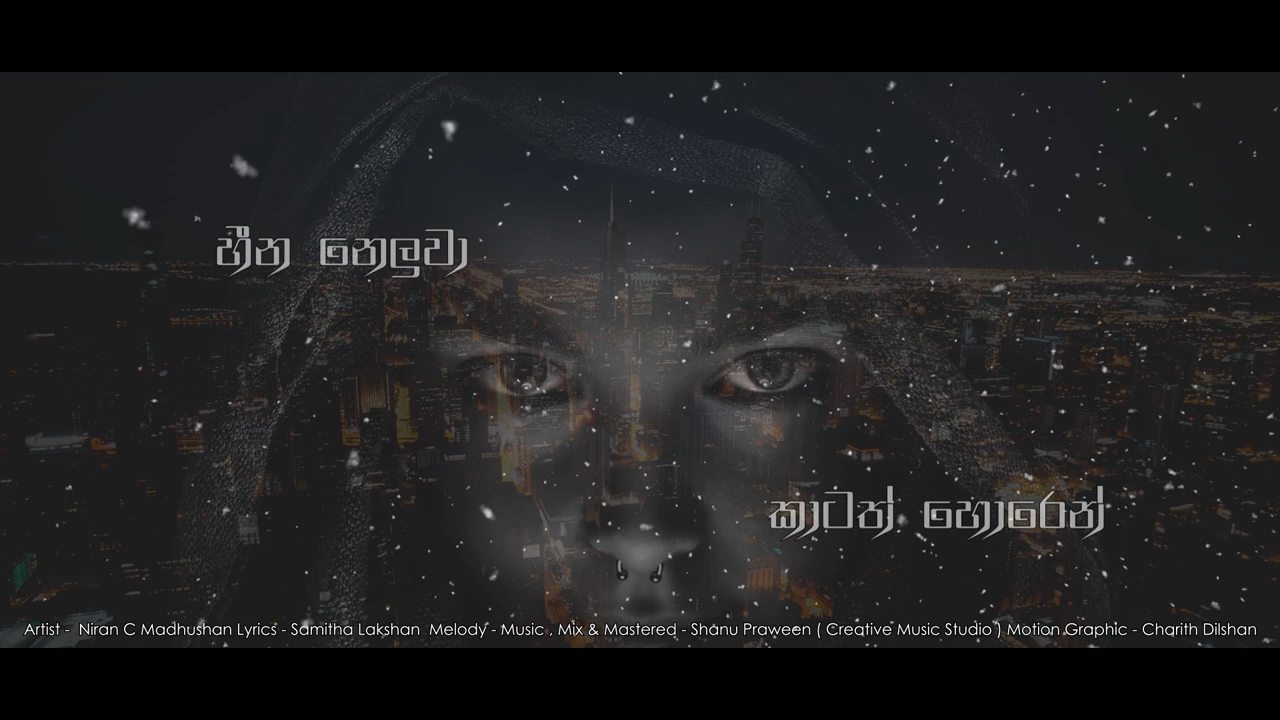 හීන නෙලුවා
කාටත් හොරෙන්
Artist -  Niran C Madhushan Lyrics - Samitha Lakshan  Melody - Music , Mix & Mastered - Shanu Praween ( Creative Music Studio ) Motion Graphic - Charith Dilshan